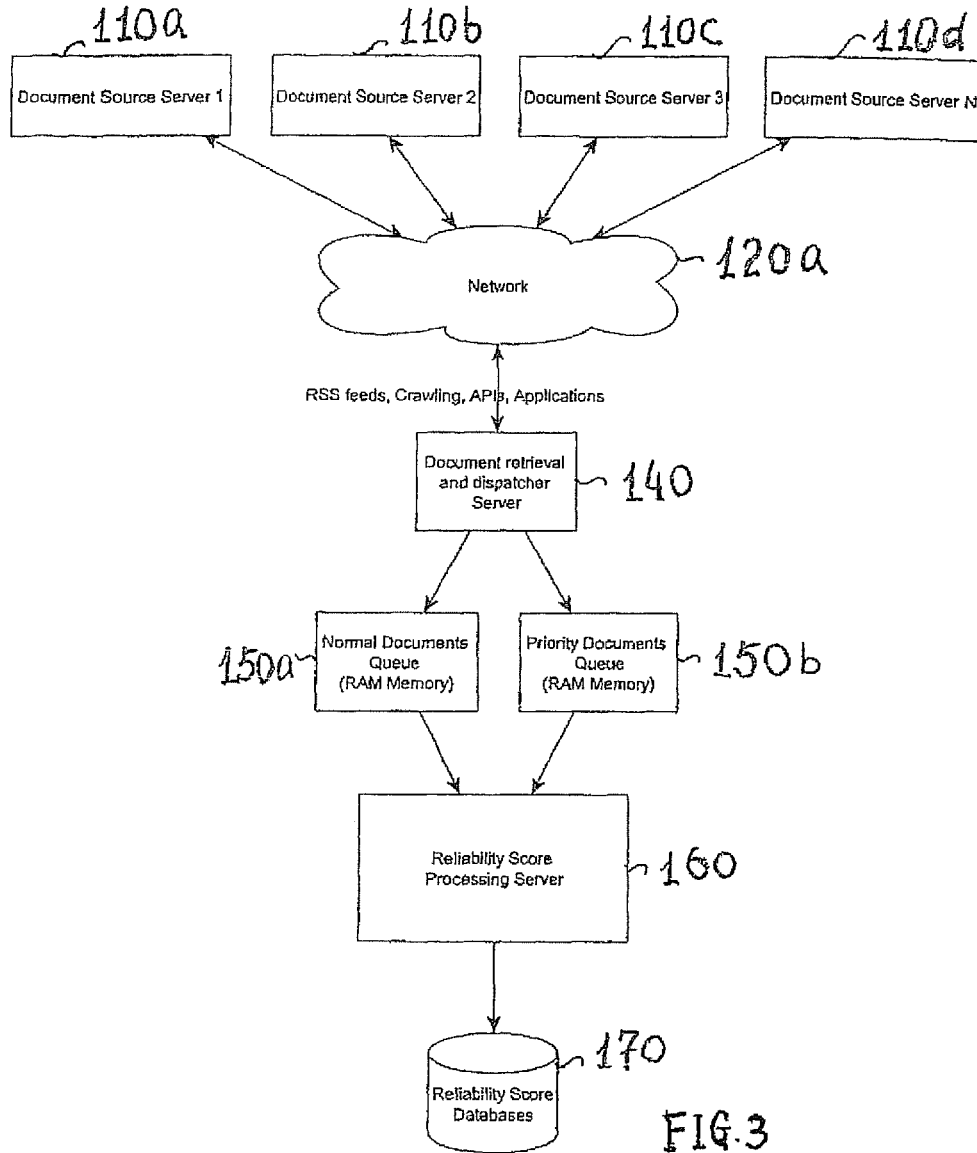 110a
110b
110c
110d
Document Source Server 1
Document Source Server 2
Document Source Server 3
Document Source Server N
120a
Network
RSS feeds, Crawling, APIs, Applications
Document retrieval
and dispatcher
Server
140
Normal Documents
Queue
(RAM Memory)
150a
Priority Documents
Queue
(RAM Memory)
150b
Reliability Score
Processing Server
160
170
Reliability Score
Databases
FIG.3